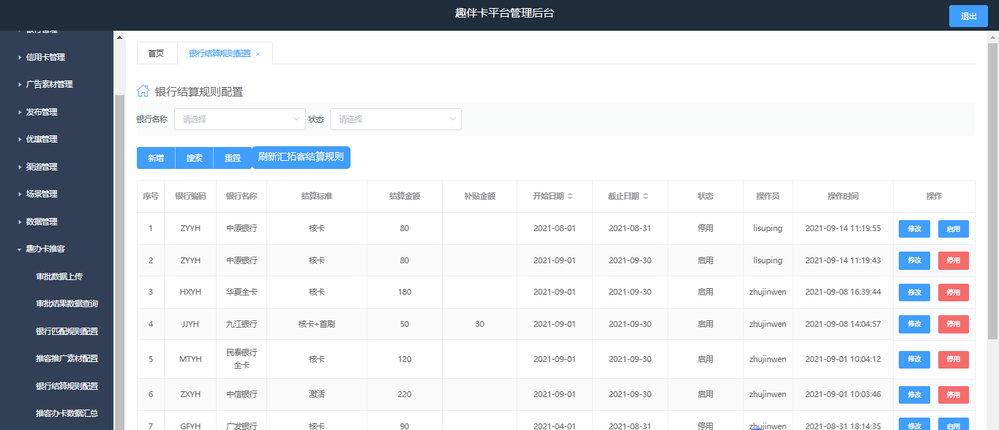 趣伴卡平台管理后台
退出
银行管理
信用卡管理
广告素材管理
发布管理
优惠管理
渠道管理
场景管理
数据管理
趣办卡推客
审批数据上传
审批结果数据查询
银行匹配规则配置
推客推广素材配置
银行结算规则配置
推客办卡数据汇总
首页 银行结算规则配置 ×
银行结算规则配置
银行名称 请选择 状态 请选择
新增 搜索 重置 刷新汇拓客结算规则
序号 银行编码 银行名称 结算标准 结算金额 补贴金额 开始日期 截止日期 状态 操作员 操作时间 操作
1 ZYYH 中原银行 核卡 80 2021-08-01 2021-08-31 停用 lisuping 2021-09-14 11:19:55 修改 启用
2 ZYYH 中原银行 核卡 80 2021-09-01 2021-09-30 启用 lisuping 2021-09-14 11:19:43 修改 停用
3 HXYH 华夏全卡 核卡 180 2021-09-01 2021-09-30 启用 zhujinwen 2021-09-08 16:39:44 修改 停用
4 JJYH 九江银行 核卡+首刷 50 30 2021-09-01 2021-09-30 启用 zhujinwen 2021-09-08 14:04:57 修改 停用
5 MTYH 民泰银行全卡 核卡 120 2021-09-01 2021-09-30 启用 zhujinwen 2021-09-01 10:04:12 修改 停用
6 ZXYH 中信银行 激活 220 2021-09-01 2021-09-30 启用 zhujinwen 2021-09-01 10:03:46 修改 停用
7 GFYH 广发银行 核卡 90 2021-04-01 2021-08-31 停用 zhujinwen 2021-08-31 18:14:35 修改 启用